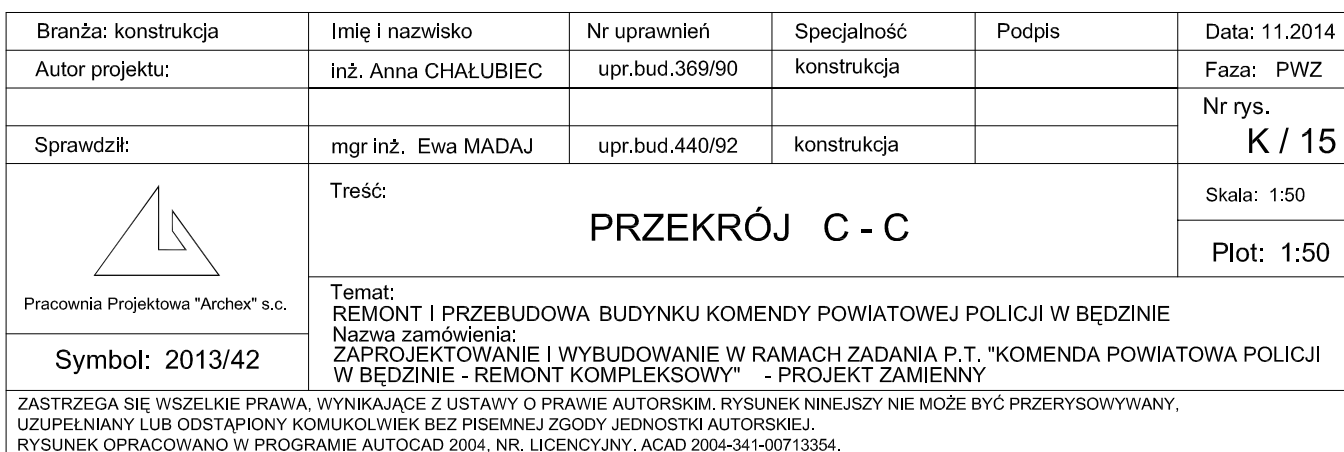 Branża: konstrukcja Imię i nazwisko Nr uprawnień Specjalność Podpis Data: 11.2014
Autor projektu: inż. Anna CHAŁUBIEC upr.bud.369/90 konstrukcja Faza: PWZ
Nr rys.
Sprawdził: mgr inż. Ewa MADAJ upr.bud.440/92 konstrukcja K / 15
Treść:
PRZEKRÓJ C - C
Skala: 1:50
Plot: 1:50
Pracownia Projektowa "Archex" s.c.
Symbol: 2013/42
Temat:
REMONT I PRZEBUDOWA BUDYNKU KOMENDY POWIATOWEJ POLICJI W BĘDZINIE
Nazwa zamówienia:
ZAPROJEKTOWANIE I WYBUDOWANIE W RAMACH ZADANIA P.T. "KOMENDA POWIATOWA POLICJI
W BĘDZINIE - REMONT KOMPLEKSOWY" - PROJEKT ZAMIENNY
ZASTRZEGA SIĘ WSZELKIE PRAWA, WYNIKAJĄCE Z USTAWY O PRAWIE AUTORSKIM. RYSUNEK NINIEJSZY NIE MOŻE BYĆ PRZERYSOWYWANY,
UZUPEŁNIANY LUB ODSTĄPIONY KOMUKOLWIEK BEZ PISEMNEJ ZGODY JEDNOSTKI AUTORSKIEJ.
RYSUNEK OPRACOWANO W PROGRAMIE AUTOCAD 2004, NR. LICENCYJNY. ACAD 2004-341-00713354.